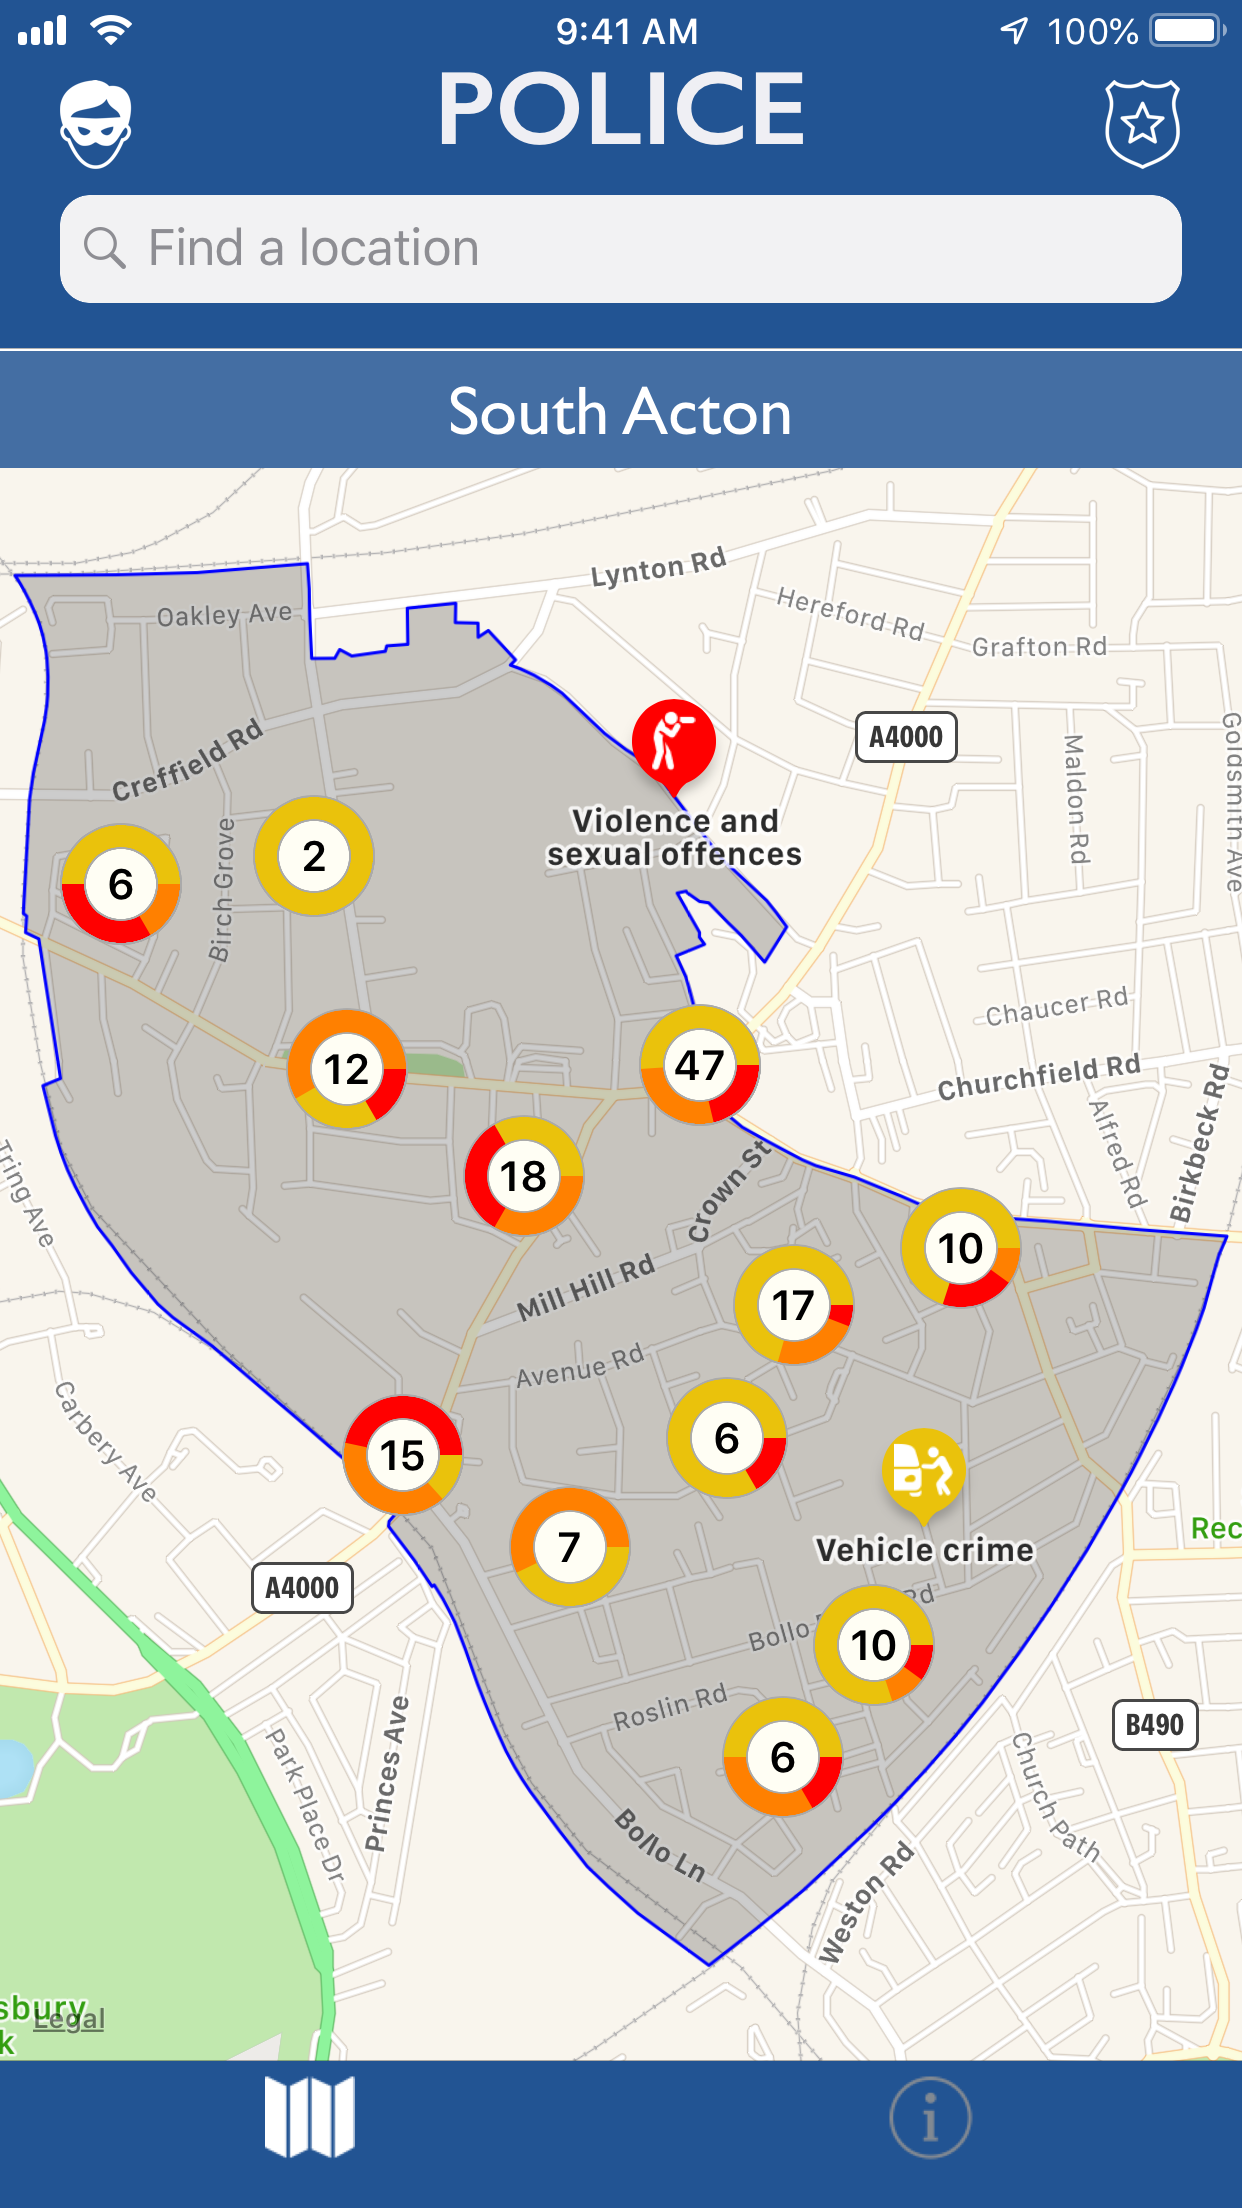 9:41 AM
100%
POLICE
Find a location
South Acton
Lynton Rd
Oakley Ave
Hereford Rd
Grafton Rd
A4000
Goldsmith Ave
Maldon Rd
Creffield Rd
Violence and
sexual offences
2
6
Birch Grove
Chaucer Rd
Churchfield Rd
12
47
Alfred Rd
Birkbeck Rd
Tring Ave
18
Crown St
10
Mill Hill Rd
17
Avenue Rd
Carbery Ave
15
6
7
Vehicle crime
Rec
A4000
Bollo
Rd
10
Roslin Rd
B490
Princes Ave
Park Place Dr
6
Church Path
Bollo Ln
Weston Rd
sbury
k
Legal
i